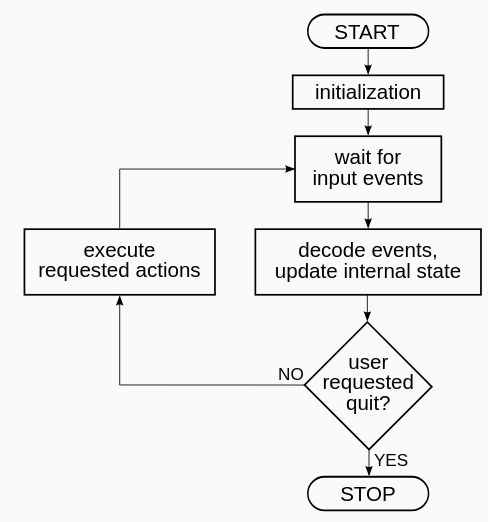 START
initialization
wait for
input events
execute
requested actions
decode events,
update internal state
user
requested
quit?
NO
YES
STOP